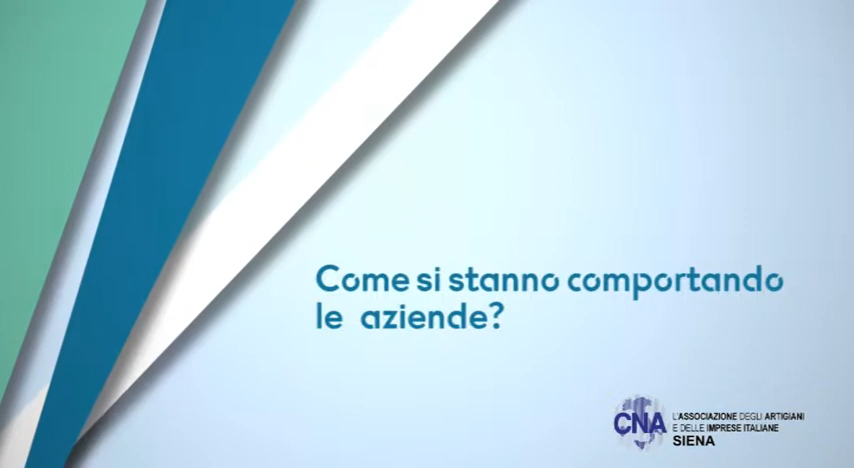 Come si stanno comportando
le aziende?
CNA
L'ASSOCIAZIONE DEGLI ARTIGIANI
E DELLE IMPRESE ITALIANE
SIENA